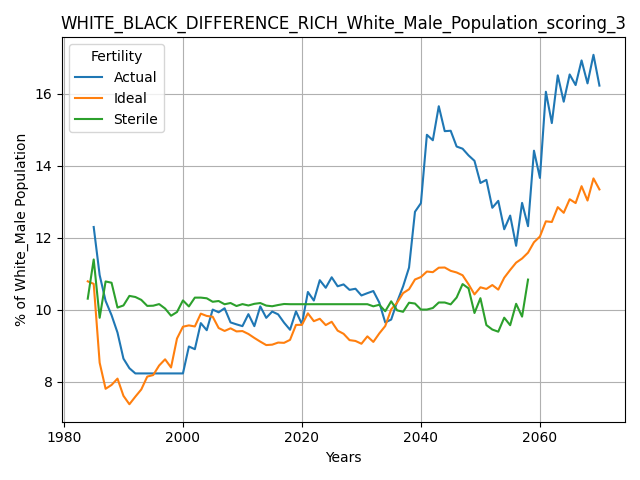 WHITE_BLACK_DIFFERENCE_RICH_White_Male_Population_scoring_3
Fertility
Actual
Ideal
Sterile
% of White_Male Population
16
14
12
10
8
1980 2000 2020 2040 2060
Years